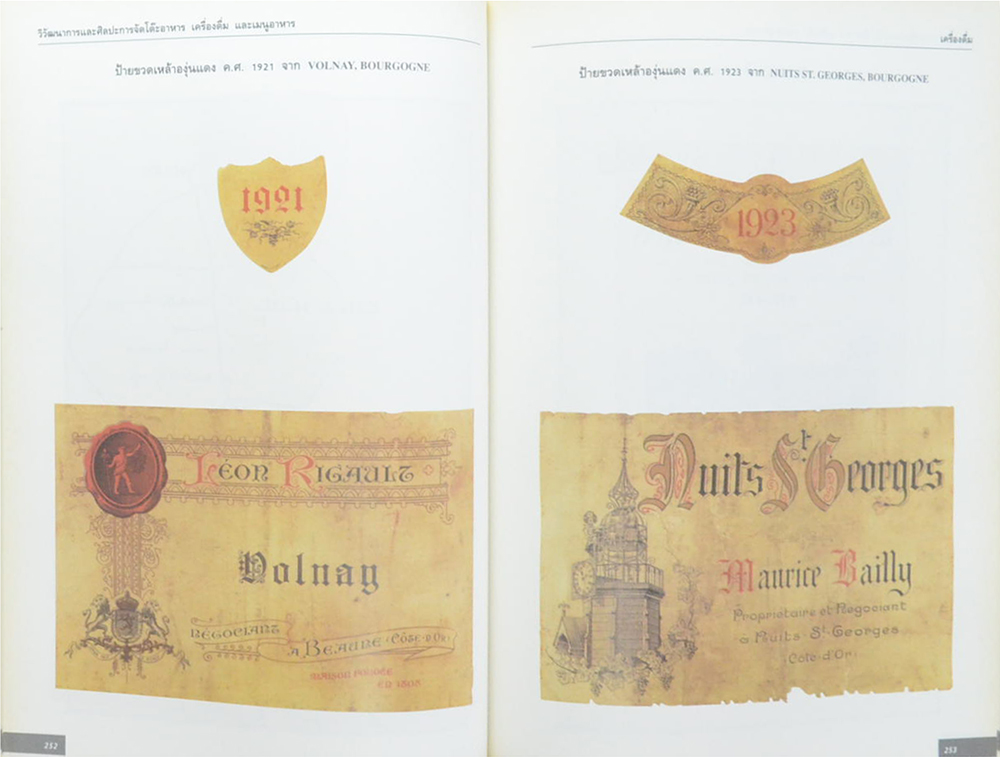 วิวัฒนาการและศิลปะการจัดโต๊ะอาหาร เครื่องดื่ม และเมนูอาหาร
ป้ายขวดเหล้าองุ่นแดง ค.ศ. 1921 จาก VOLNAY, BOURGOGNE
1921
LÉON RIGAULT
Volnay
NÉGOCIANT
A BEAUNE (CÔTE-D'OR)
MAISON FONDÉE
EN 1808
252
เครื่องดื่ม
ป้ายขวดเหล้าองุ่นแดง ค.ศ. 1923 จาก NUITS ST. GEORGES, BOURGOGNE
1923
Nuits St. Georges
Maurice Bailly
Propriétaire et Négociant
à Nuits-St-Georges
(Côte-d'Or)
253